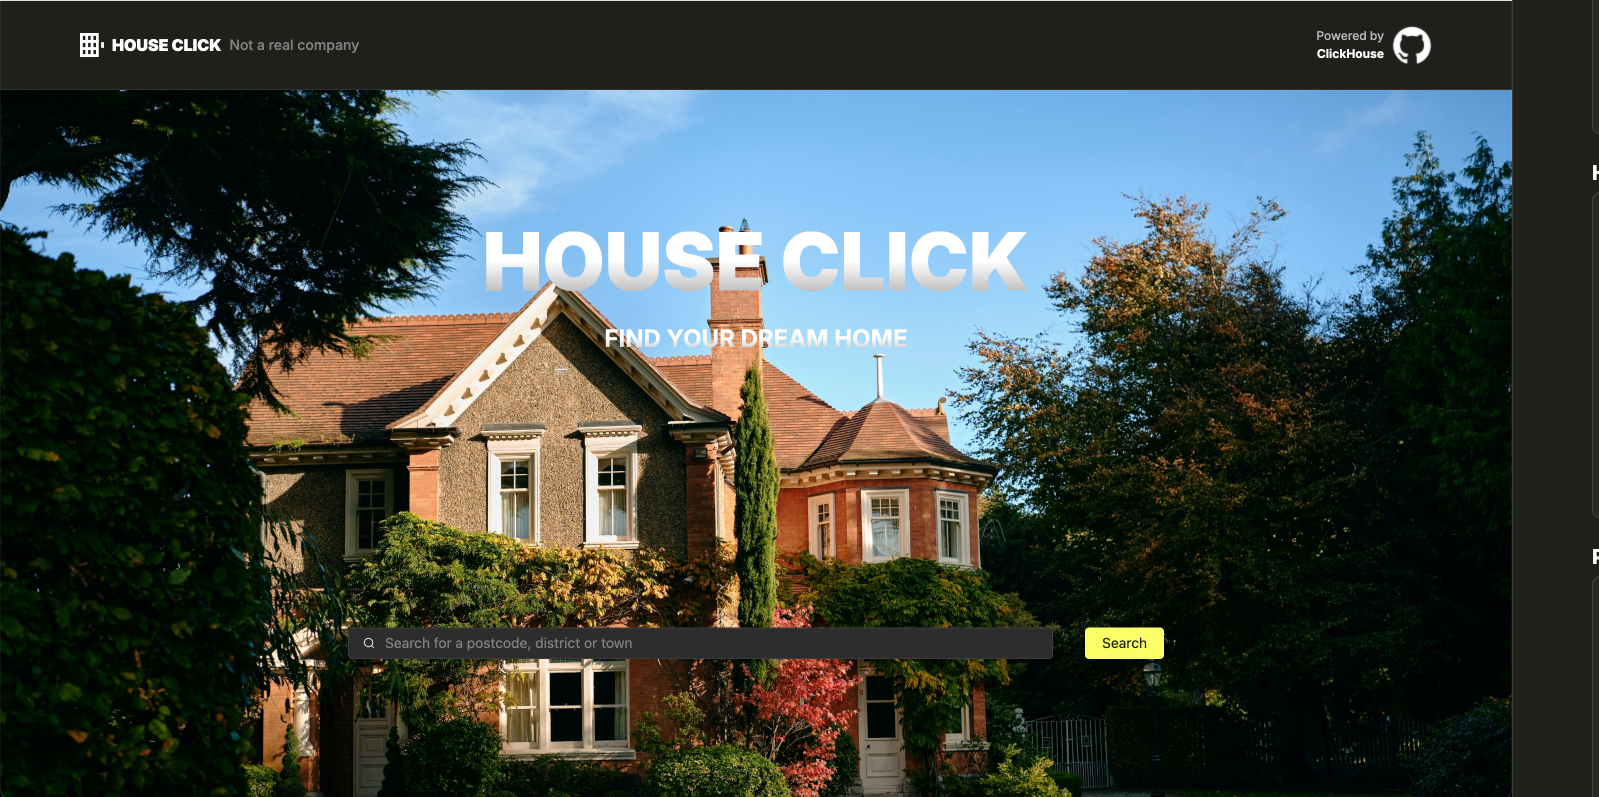 HOUSE CLICK Not a real company
Powered by
ClickHouse
HOUSE CLICK
FIND YOUR DREAM HOME
Search for a postcode, district or town
Search